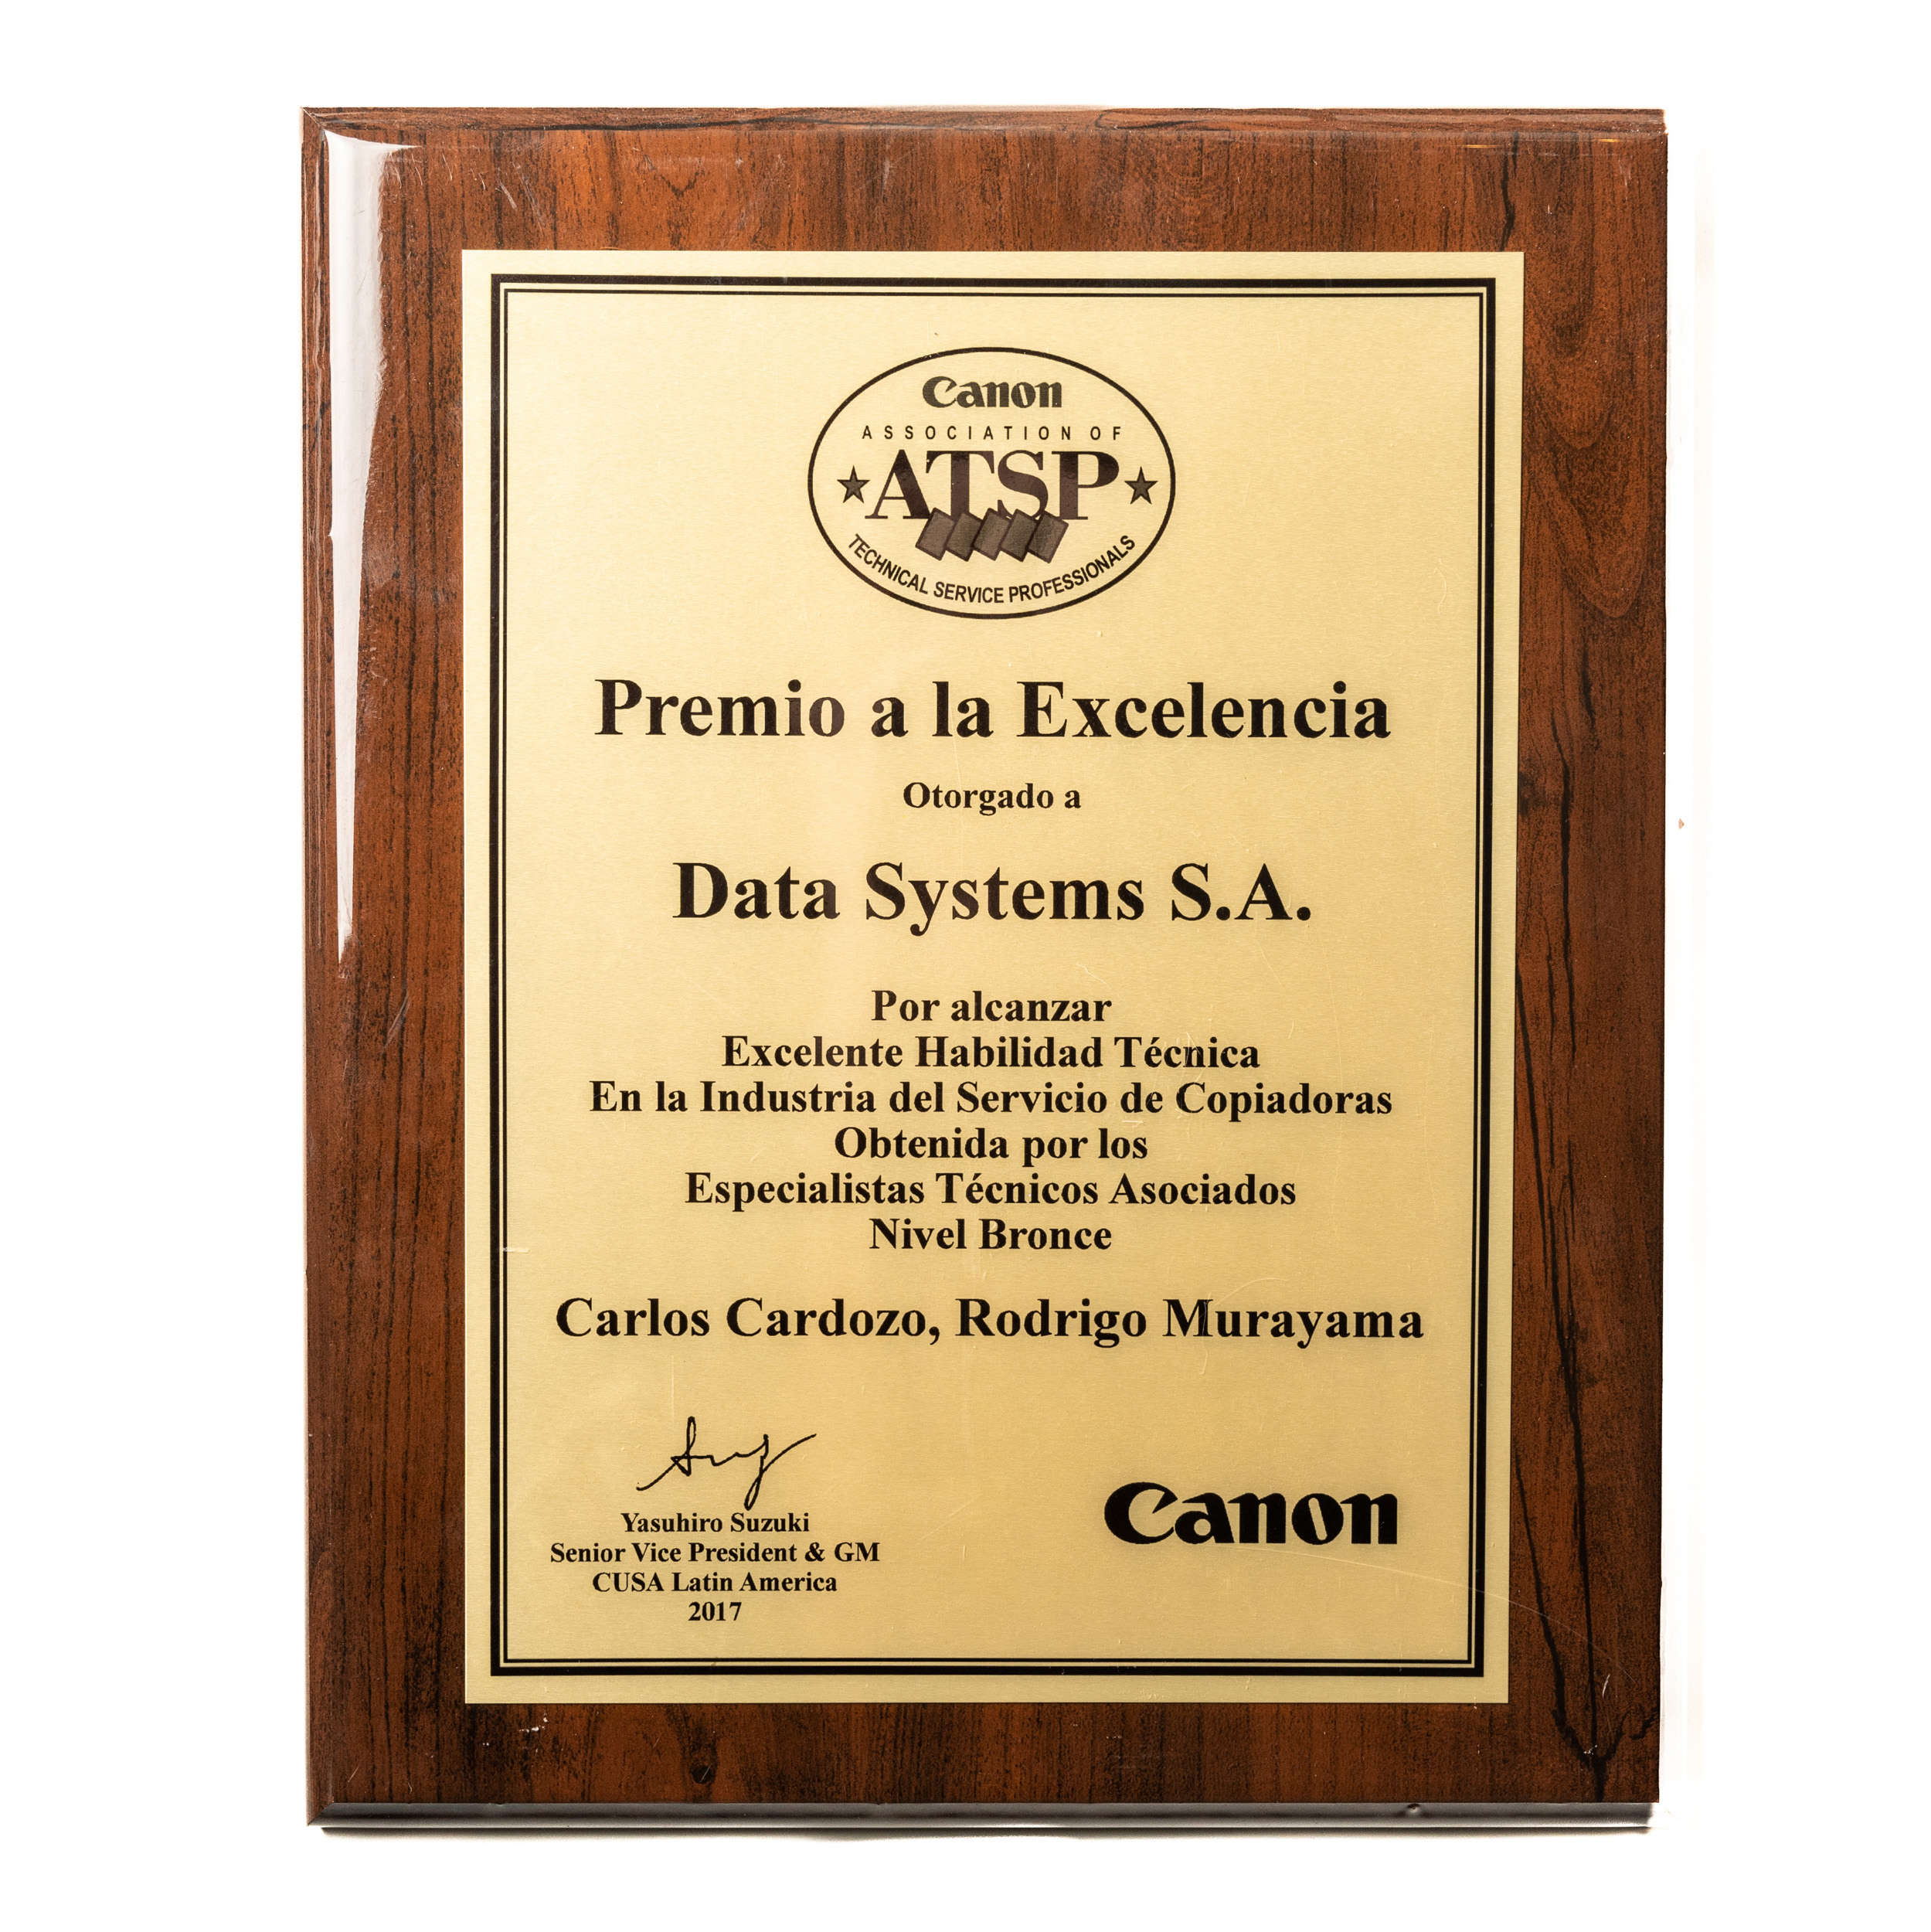 Canon
ASSOCIATION OF
ATSP
TECHNICAL SERVICE PROFESSIONALS
Premio a la Excelencia
Otorgado a
Data Systems S.A.
Por alcanzar
Excelente Habilidad Técnica
En la Industria del Servicio de Copiadoras
Obtenida por los
Especialistas Técnicos Asociados
Nivel Bronce
Carlos Cardozo, Rodrigo Murayama
Yasuhiro Suzuki
Senior Vice President & GM
CUSA Latin America
2017
Canon